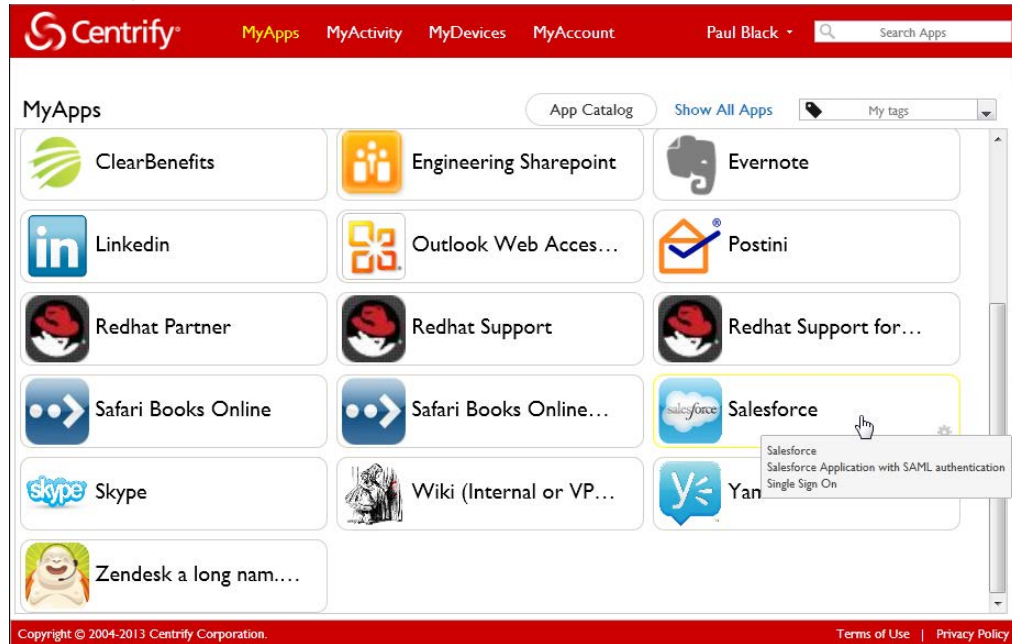 Centrify
MyApps MyActivity MyDevices MyAccount Paul Black Search Apps
MyApps App Catalog Show All Apps My tags
ClearBenefits Engineering Sharepoint Evernote
in Linkedin Outlook Web Acces... ® Postini
Redhat Partner Redhat Support Redhat Support for...
Safari Books Online Safari Books Online... salesforce Salesforce
Salesforce
Salesforce Application with SAML authentication
Single Sign On
skype Skype Wiki (Internal or VP... Yam
Zendesk a long nam....
Copyright © 2004-2013 Centrify Corporation. Terms of Use | Privacy Policy